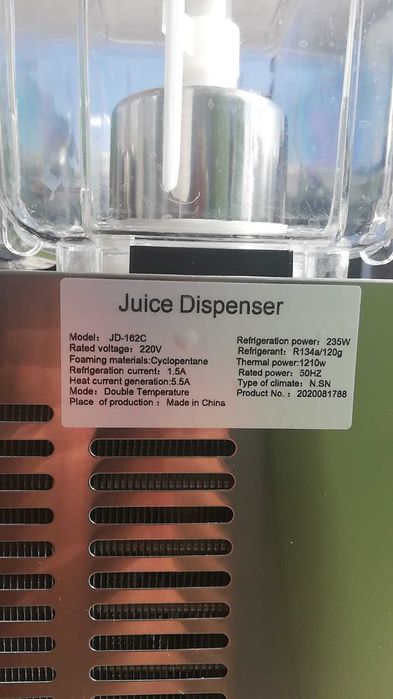 Juice Dispenser
Model: JD-162C
Rated voltage: 220V
Foaming materials:Cyclopentane
Refrigeration current: 1.5A
Heat current generation:5.5A
Mode: Double Temperature
Place of production: Made in China
Refrigeration power: 235W
Refrigerant: R134a/120g
Thermal power:1210w
Rated power: 50HZ
Type of climate: N.SN
Product No.: 2020081788